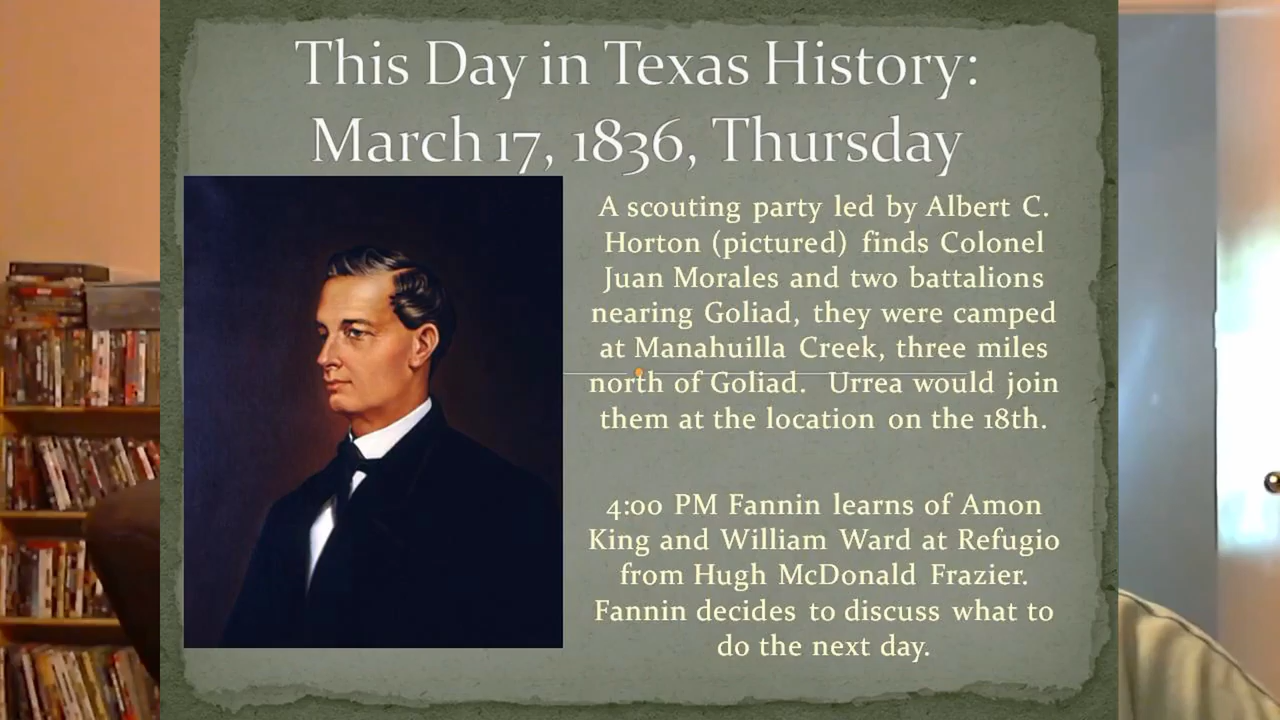 This Day in Texas History:
March 17, 1836, Thursday
A scouting party led by Albert C.
Horton (pictured) finds Colonel
Juan Morales and two battalions
nearing Goliad, they were camped
at Manahuilla Creek, three miles
north of Goliad.  Urrea would join
them at the location on the 18th.
4:00 PM Fannin learns of Amon
King and William Ward at Refugio
from Hugh McDonald Frazier.
Fannin decides to discuss what to
do the next day.